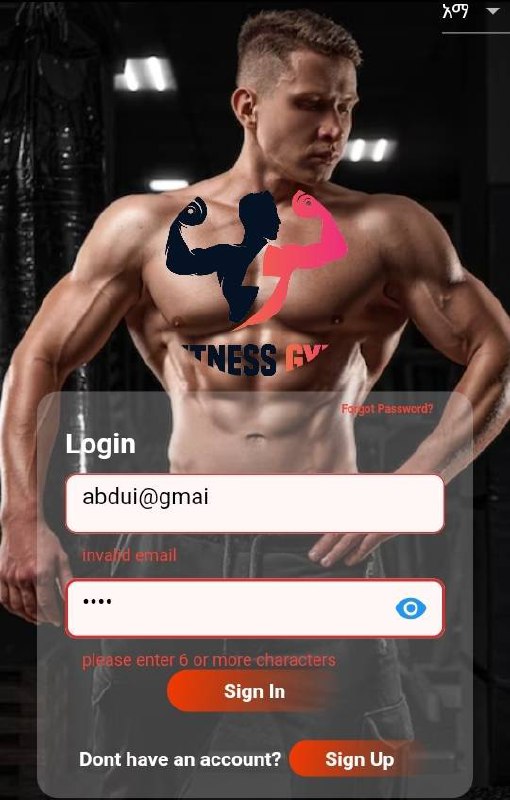 አማ
ITNESS GY
Forgot Password?
Login
abdui@gmai
invalid email
••••
please enter 6 or more characters
Sign In
Dont have an account? Sign Up